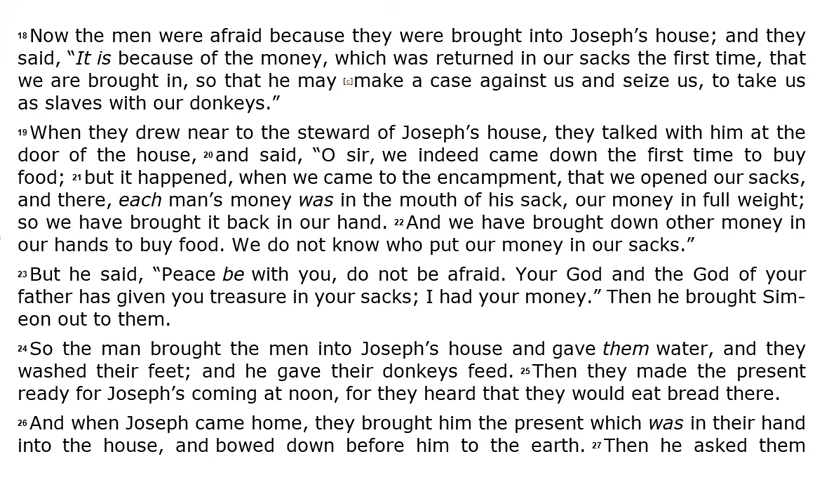 18 Now the men were afraid because they were brought into Joseph’s house; and they
said, “It is because of the money, which was returned in our sacks the first time, that
we are brought in, so that he may [c]make a case against us and seize us, to take us
as slaves with our donkeys.”
19 When they drew near to the steward of Joseph’s house, they talked with him at the
door of the house, 20 and said, “O sir, we indeed came down the first time to buy
food; 21 but it happened, when we came to the encampment, that we opened our sacks,
and there, each man’s money was in the mouth of his sack, our money in full weight;
so we have brought it back in our hand. 22 And we have brought down other money in
our hands to buy food. We do not know who put our money in our sacks.”
23 But he said, “Peace be with you, do not be afraid. Your God and the God of your
father has given you treasure in your sacks; I had your money.” Then he brought Sim-
eon out to them.
24 So the man brought the men into Joseph’s house and gave them water, and they
washed their feet; and he gave their donkeys feed. 25 Then they made the present
ready for Joseph’s coming at noon, for they heard that they would eat bread there.
26 And when Joseph came home, they brought him the present which was in their hand
into the house, and bowed down before him to the earth. 27 Then he asked them